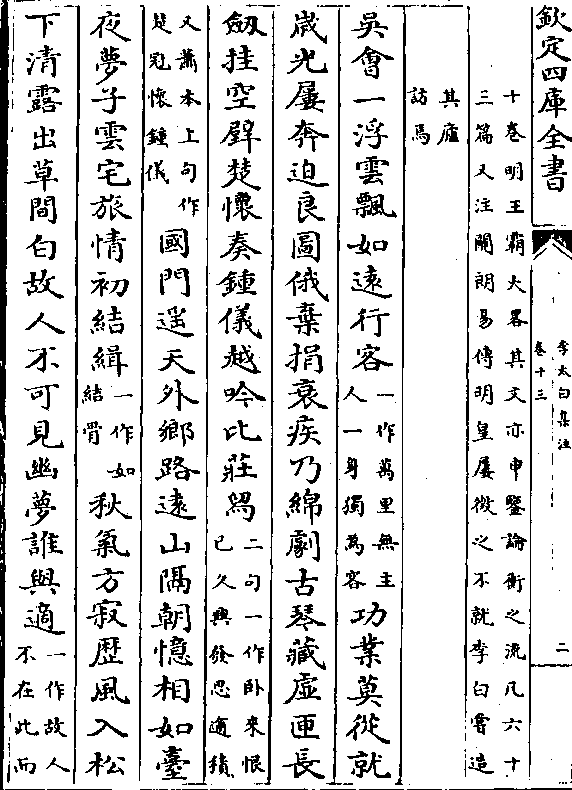 欽定四庫全書
李太白集注
卷十三
二
十卷明王霸大畧其文亦申鑒論衡之流凡六十
三篇又注關朗易傳明皇屢徵之不就李白嘗造
其廬
訪焉
吳會一浮雲飄如遠行客一作萬里無主
人一身獨為客功業莫從就
歲光屢奔迫良圖俄棄捐衰疾乃綿劇古琴藏虛匣長
劔挂空壁楚懷奏鍾儀越吟比莊舄二句一作卧來恨
已久興發思逾積
又蕭本上句作
楚冠懷鍾儀國門遥天外鄉路遠山隔朝憶相如臺
夜夢子雲宅旅情初結緝一作如
結骨秋氣方寂歴風入松
下清露出草間白故人不可見幽夢誰與適一作故人
不在此而